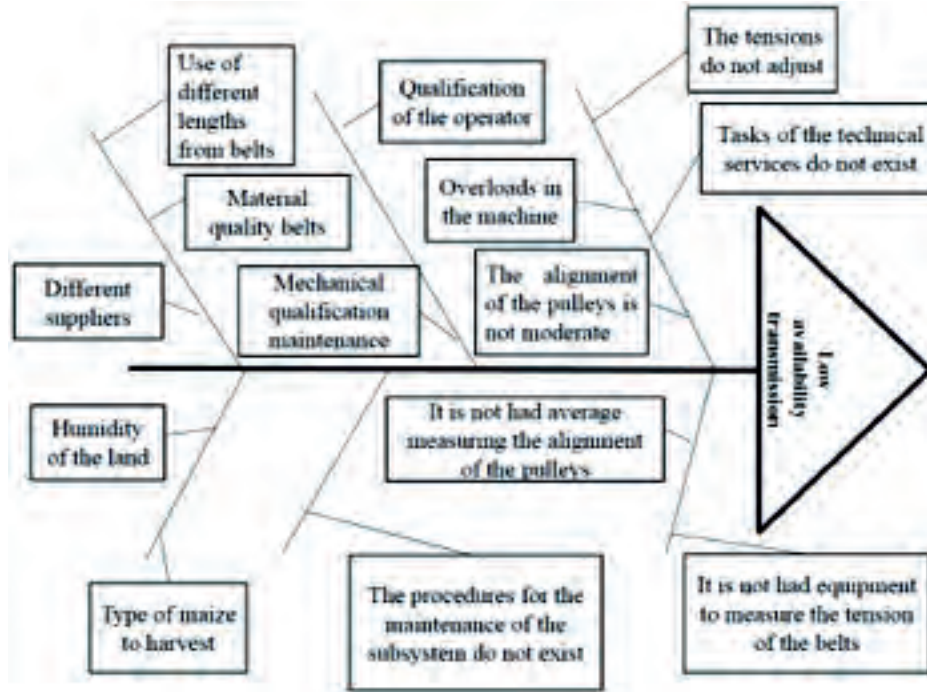 The tensions
do not adjust
Use of
different
lengths
from belts
Qualification
of the operator
Tasks of the technical
services do not exist
Material
quality belts
Overloads in
the machine
Different
suppliers
Mechanical
qualification
maintenance
The alignment
of the pulleys is
not moderate
Low
availability
transmission
Humidity
of the land
It is not had average
measuring the alignment
of the pulleys
Type of maize
to harvest
The procedures for the
maintenance of the
subsystem do not exist
It is not had equipment
to measure the tension
of the belts